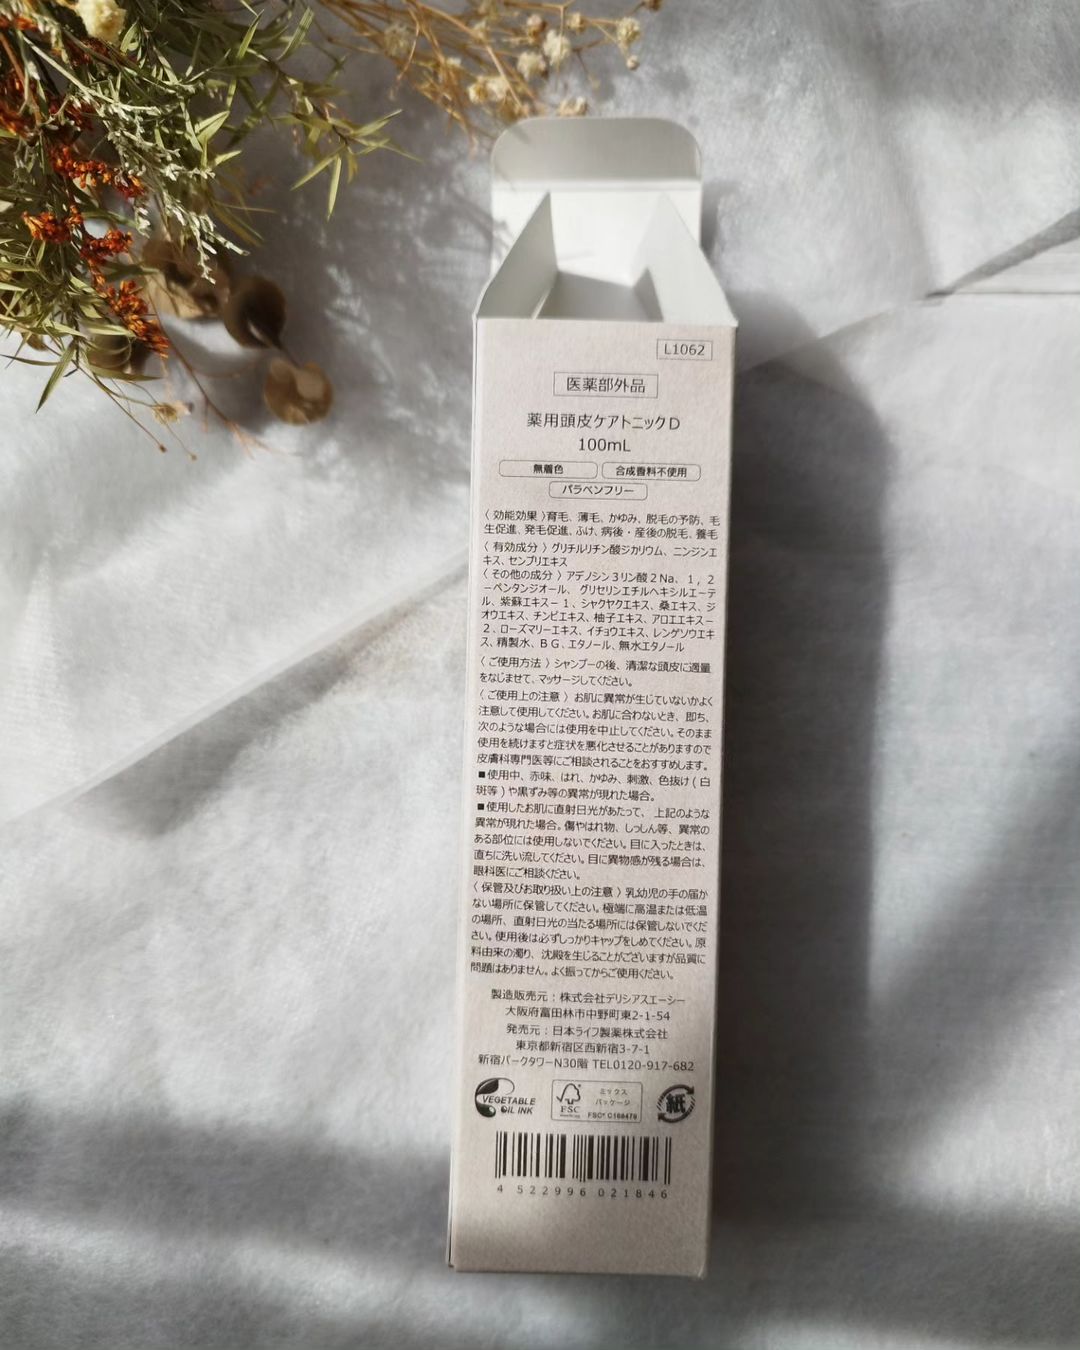 L1062
医薬部外品
薬用頭皮ケアトニックD
100mL
無着色
合成香料不使用
パラベンフリー
〈 効能効果 〉育毛、薄毛、かゆみ、脱毛の予防、毛
生促進、発毛促進、ふけ、病後・産後の脱毛、養毛
〈 有効成分 〉グリチルリチン酸ジカリウム、ニンジンエ
キス、センブリエキス
〈 その他の成分 〉アデノシン3リン酸2Na、1, 2
-ペンタンジオール、グリセリンエチルヘキシルエーテ
ル、紫蘇エキス-1、シャクヤクエキス、桑エキス、ジ
オウエキス、チンピエキス、柚子エキス、アロエエキス-
2、ローズマリーエキス、イチョウエキス、レンゲソウエキ
ス、精製水、BG、エタノール、無水エタノール
〈 ご使用方法 〉シャンプーの後、清潔な頭皮に適量
をなじませて、マッサージしてください。
〈 ご使用上の注意 〉お肌に異常が生じていないかよく
注意して使用してください。お肌に合わないとき、即ち、
次のような場合には使用を中止してください。そのまま
使用を続けますと症状を悪化させることがありますので
皮膚科専門医等にご相談されることをおすすめします。
■使用中、赤味、はれ、かゆみ、刺激、色抜け（白
斑等）や黒ずみ等の異常が現れた場合。
■使用したお肌に直射日光があたって、上記のような
異常が現れた場合。傷やはれ物、しっしん等、異常の
ある部位には使用しないでください。目に入ったときは、
直ちに洗い流してください。目に異物感が残る場合は、
眼科医にご相談ください。
〈 保管及びお取り扱い上の注意 〉乳幼児の手の届か
ない場所に保管してください。極端に高温または低温
の場所、直射日光の当たる場所には保管しないでくだ
さい。使用後は必ずしっかりキャップをしめてください。原
料由来の濁り、沈殿を生じることがございますが品質に
問題はありません。よく振ってからご使用ください。
製造販売元：株式会社デリシアスエーシー
大阪府富田林市中野町東2-1-54
発売元：日本ライフ製薬株式会社
東京都新宿区西新宿3-7-1
新宿パークタワーN30階 TEL0120-917-682
VEGETABLE
OIL INK
FSC
ミックス
パッケージ
FSC® C166479
紙
4 522996 021846